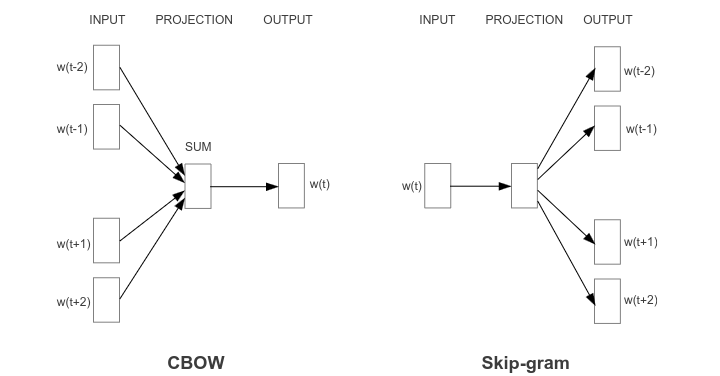 INPUT PROJECTION OUTPUT
w(t-2)
w(t-1)
SUM
w(t)
w(t+1)
w(t+2)
CBOW
INPUT PROJECTION OUTPUT
w(t-2)
w(t-1)
w(t)
w(t+1)
w(t+2)
Skip-gram